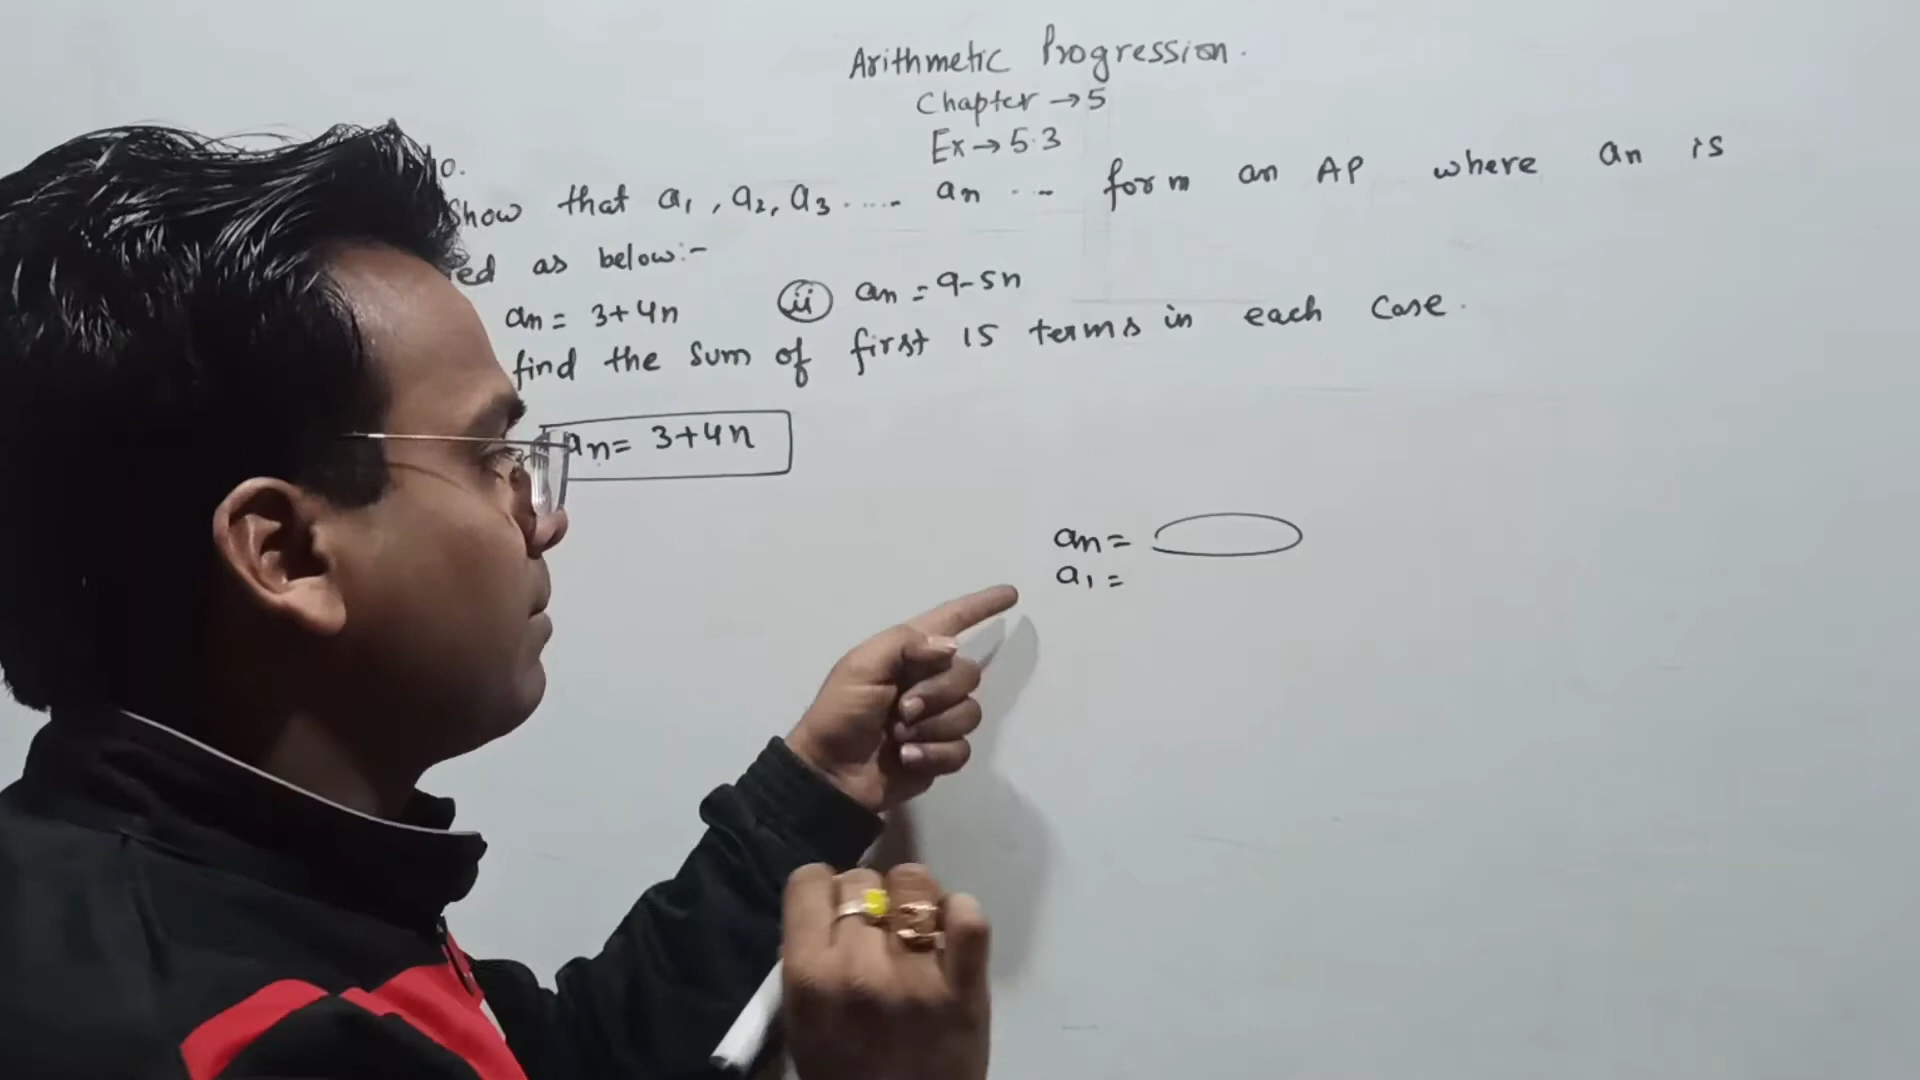 Arithmetic Progression.
Chapter → 5
Ex → 5.3
10.
Show that a₁, a₂, a₃ ..... an ... form an AP where an is
ed as below:-
an = 3+4n (ii) an = 9-5n
find the sum of first 15 terms in each case.
an = 3+4n
an =
a₁ =